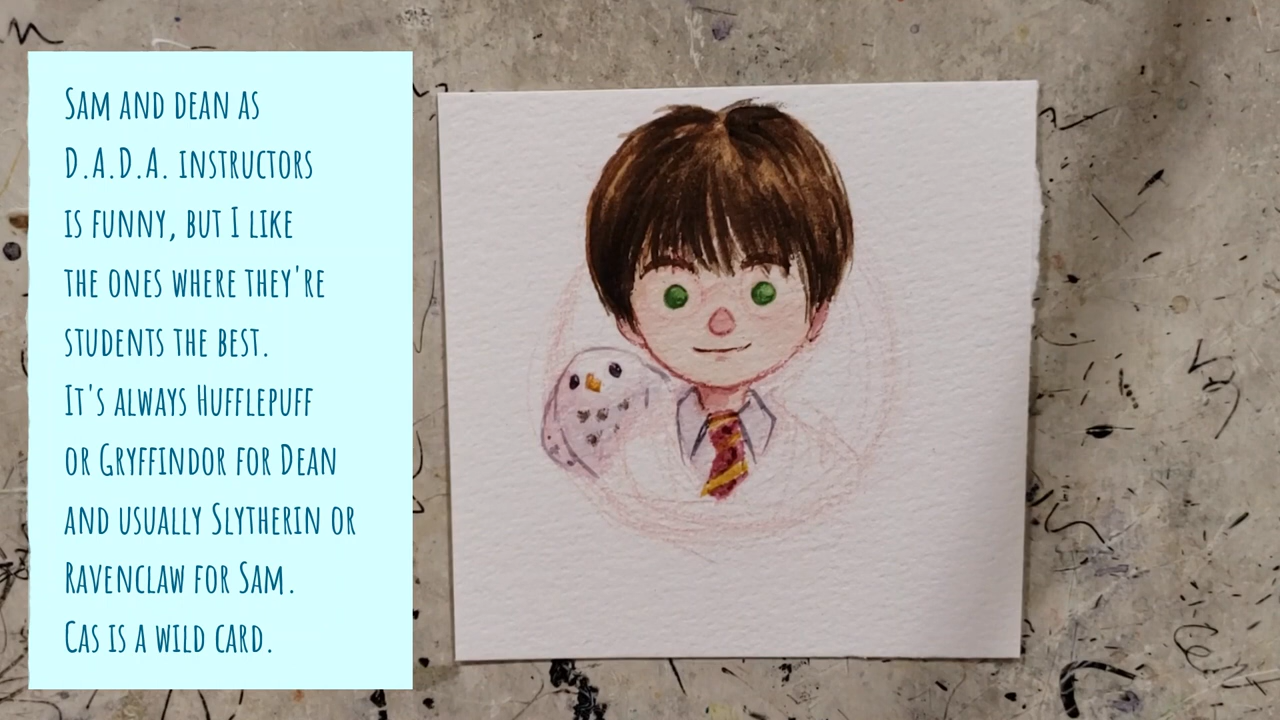 Sam and dean as
D.A.D.A. instructors
is funny, but I like
the ones where they're
students the best.
It's always Hufflepuff
or Gryffindor for Dean
and usually Slytherin or
Ravenclaw for Sam.
Cas is a wild card.